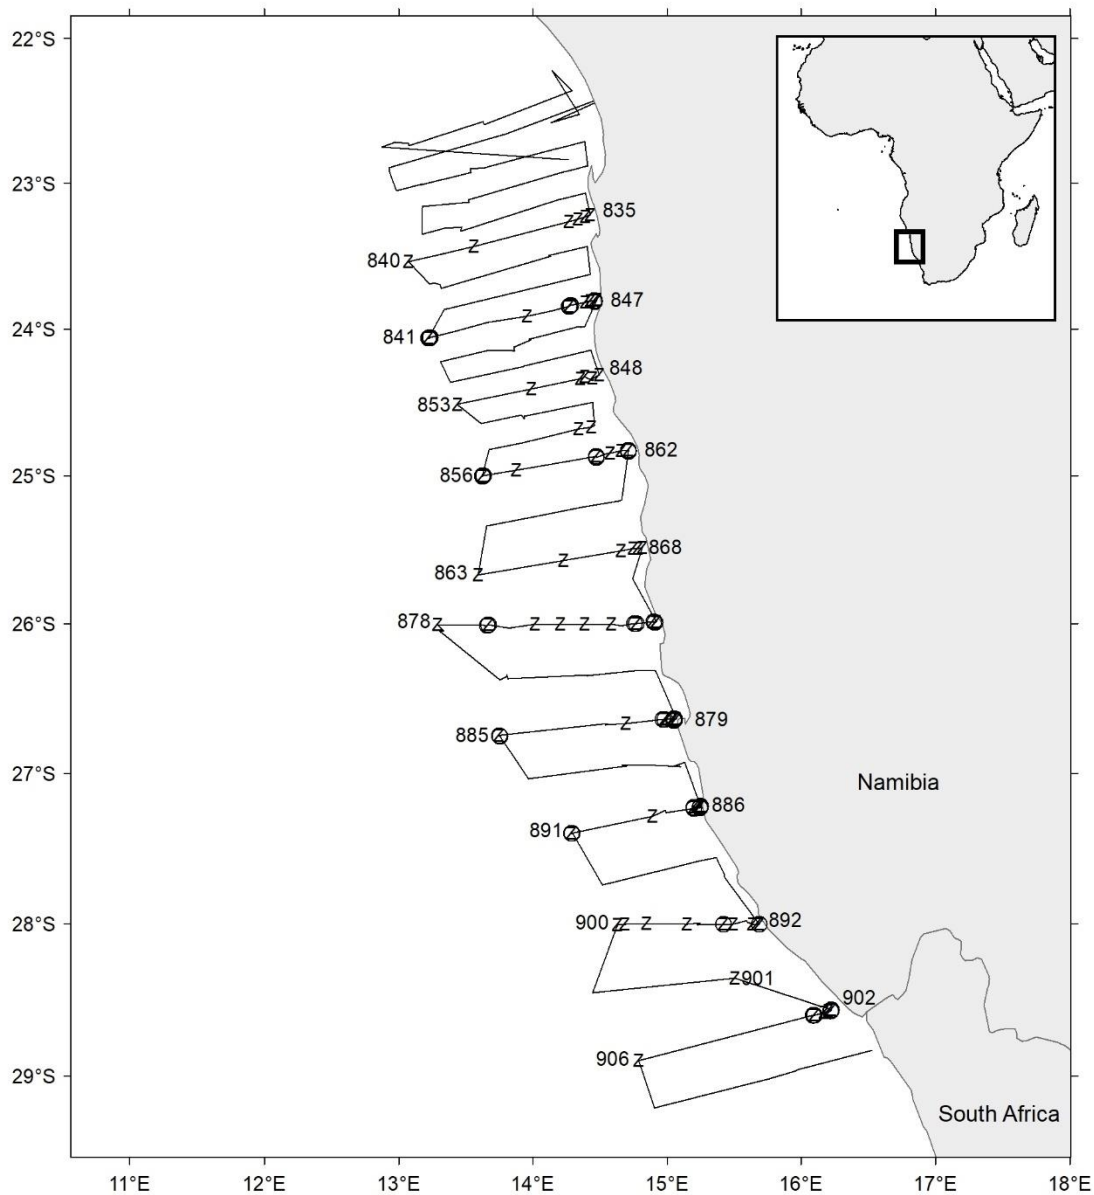 22°S
23°S
Z Z Z Z 835
840 Z Z
Z Z Z Z 847
24°S
841 Z Z
848
Z Z Z Z
853 Z Z
Z Z
862
25°S
856 Z Z Z Z Z Z
868
863 Z Z Z Z Z Z
26°S
878 Z Z Z Z Z Z Z Z
879
885 Z Z Z Z Z
27°S
Namibia
886
891 Z Z Z Z
28°S
900 Z Z Z Z Z Z Z Z 892
Z 901
902
Z Z Z
906 Z
29°S
South Africa
11°E 12°E 13°E 14°E 15°E 16°E 17°E 18°E